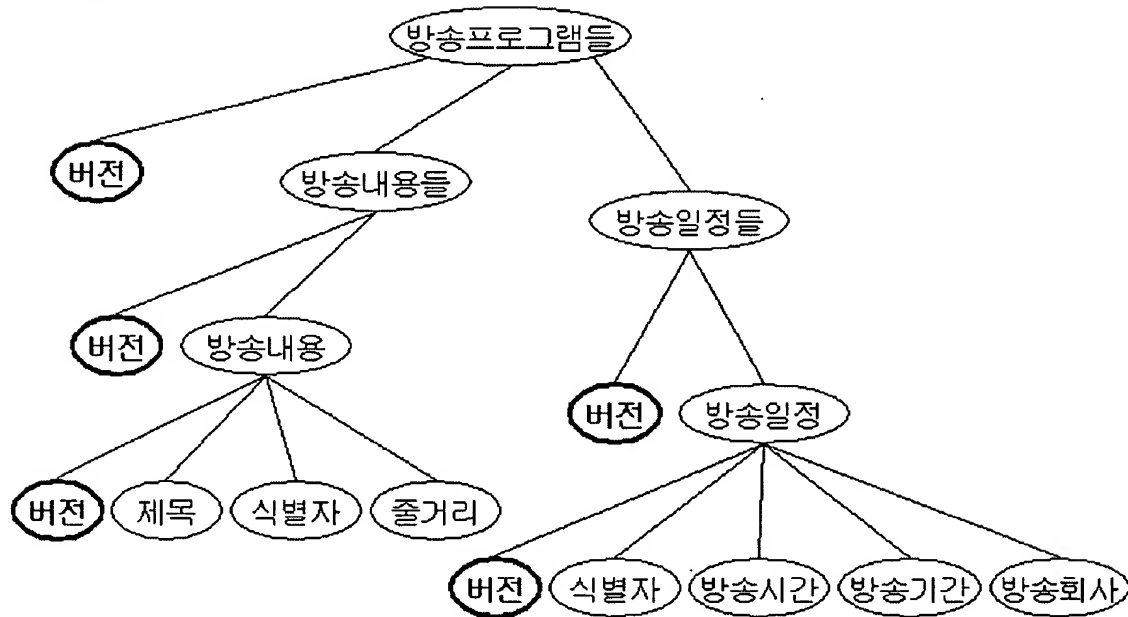 방송프로그램들
버전
방송내용들
방송일정들
버전
방송내용
버전
방송일정
버전
제목
식별자
줄거리
버전
식별자
방송시간
방송기간
방송회사